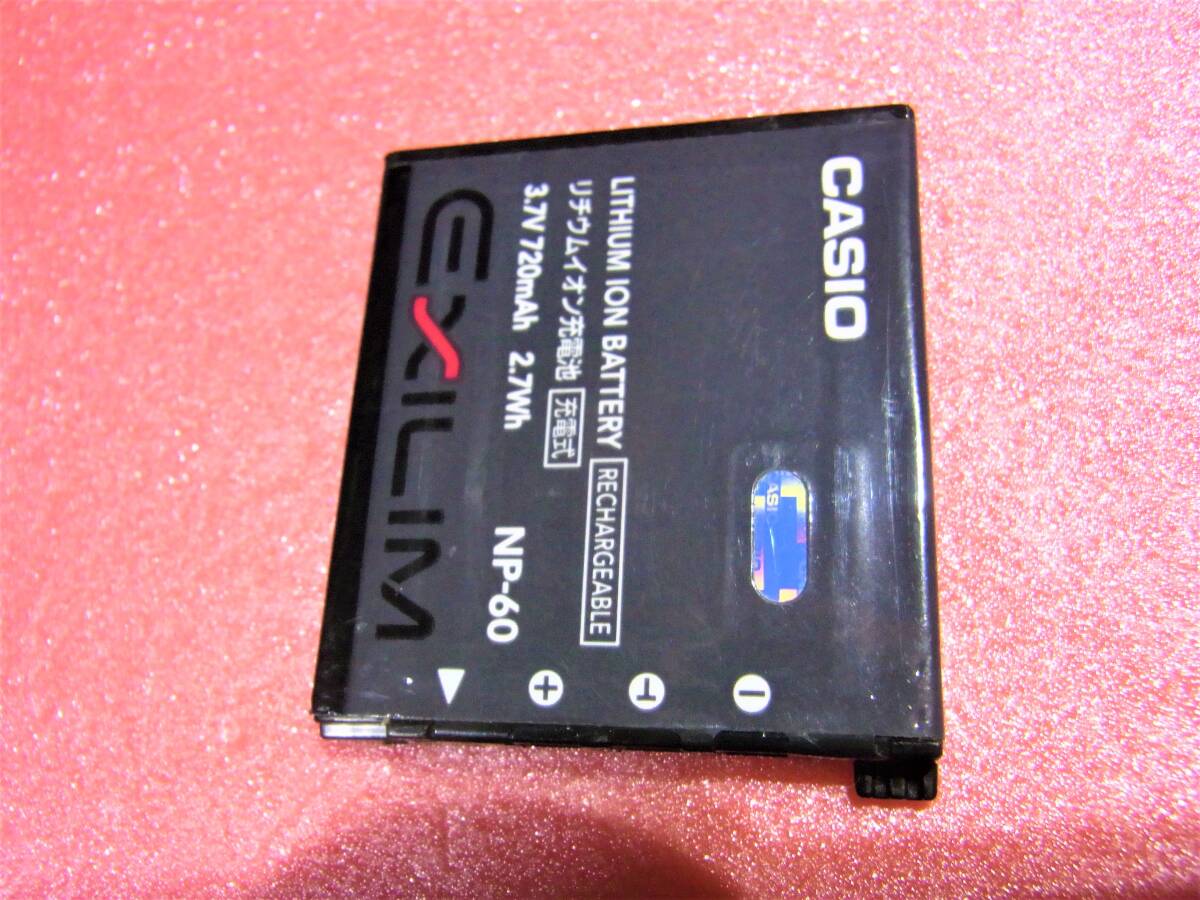 CASIO
LITHIUM ION BATTERY RECHARGEABLE
リチウムイオン充電池 充電式
3.7V 720mAh 2.7Wh NP-60
EXILIM
+
T
−